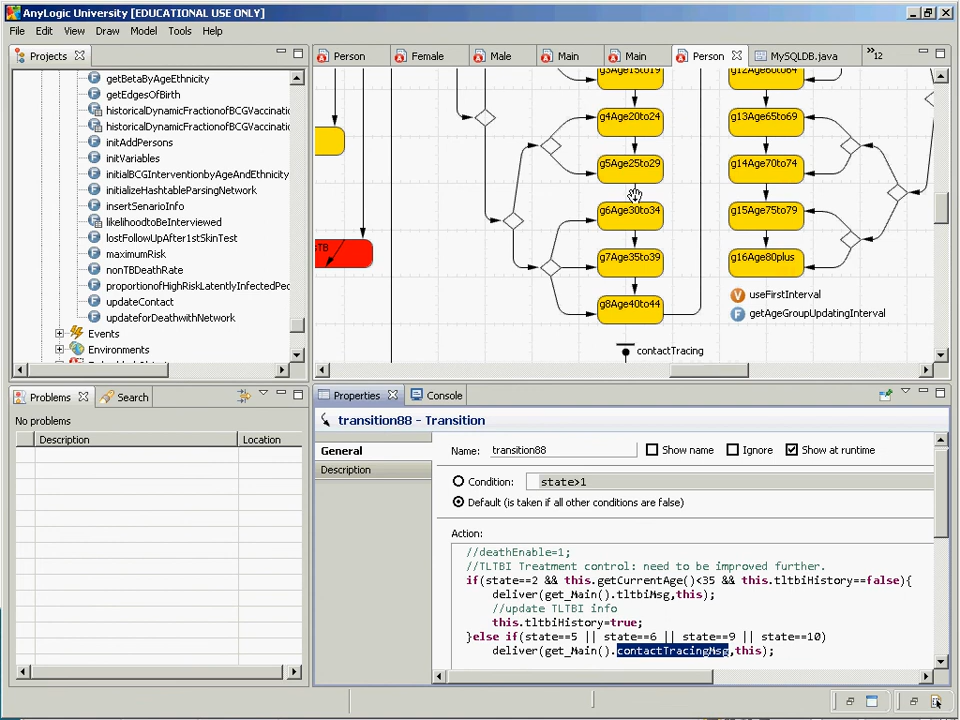 AnyLogic University [EDUCATIONAL USE ONLY]
File Edit View Draw Model Tools Help
Projects
Person Female Male Main Main Person MySQLDB.java »12
getBetaByAgeEthnicity
getEdgesOfBirth
historicalDynamicFractionofBCGVaccinatio
historicalDynamicFractionofBCGVaccinatio
initAddPersons
initVariables
initialBCGInterventionbyAgeAndEthnicity
initializeHashtableParsingNetwork
insertSenarioInfo
likelihoodtoBeInterviewed
lostFollowUpAfter1stSkinTest
maximumRisk
nonTBDeathRate
proportionofHighRiskLatentlyInfectedPeo
updateContact
updateforDeathwithNetwork
Events
Environments
g3Age15to19
g4Age20to24
g5Age25to29
g6Age30to34
g7Age35to39
g8Age40to44
g12Age60to64
g13Age65to69
g14Age70to74
g15Age75to79
g16Age80plus
TB
useFirstInterval
getAgeGroupUpdatingInterval
contactTracing
Problems Search
No problems
Description Location
Properties Console
transition88 - Transition
General
Description
Name: transition88 Show name Ignore Show at runtime
Condition: state>1
Default (is taken if all other conditions are false)
Action:
//deathEnable=1;
//TLTBI Treatment control: need to be improved further.
if(state==2 && this.getCurrentAge()<35 && this.tltbiHistory==false){
deliver(get_Main().tltbiMsg,this);
//update TLTBI info
this.tltbiHistory=true;
}else if(state==5 || state==6 || state==9 || state==10)
deliver(get_Main().contactTracingMsg,this);